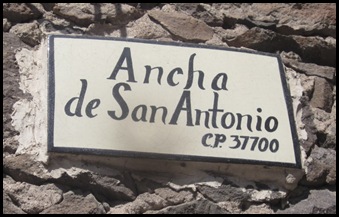 Ancha
de San Antonio
C.P. 37700